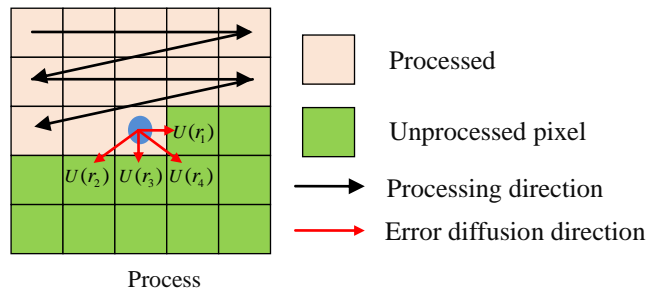 Processed
U(r₁)
Unprocessed pixel
U(r₂) U(r₃) U(r₄)
Processing direction
Error diffusion direction
Process